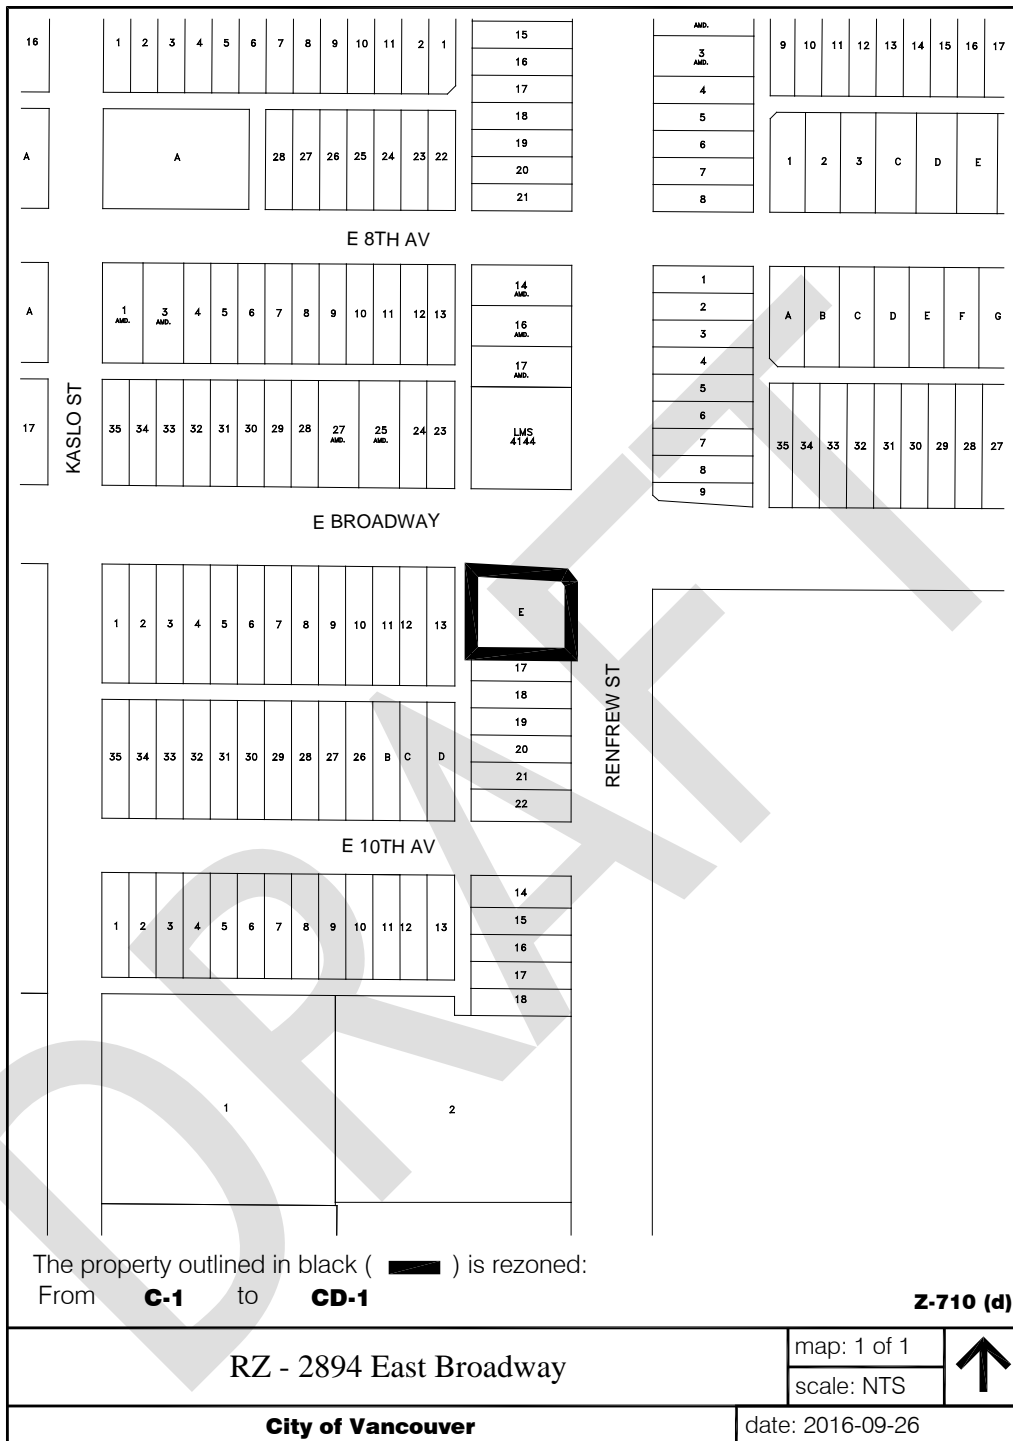 16 1 2 3 4 5 6 7 8 9 10 11 2 1
15
16
17
18
19
20
21
AMD.
3
AMD.
4
5
6
7
8
9 10 11 12 13 14 15 16 17
A A 28 27 26 25 24 23 22
1 2 3 C D E
E 8TH AV
A 1 AMD. 3 AMD. 4 5 6 7 8 9 10 11 12 13
14
AMD.
16
AMD.
17
AMD.
LMS
4144
1
2
3
4
5
6
7
8
9
A B C D E F G
17 35 34 33 32 31 30 29 28 27 AMD. 25 AMD. 24 23
35 34 33 32 31 30 29 28 27
KASLO ST
E BROADWAY
1 2 3 4 5 6 7 8 9 10 11 12 13
E
17
18
19
20
21
22
RENFREW ST
35 34 33 32 31 30 29 28 27 26 B C D
E 10TH AV
1 2 3 4 5 6 7 8 9 10 11 12 13
14
15
16
17
18
1 2
DRAFT
The property outlined in black ( ) is rezoned:
From C-1 to CD-1
Z-710 (d)
RZ - 2894 East Broadway
map: 1 of 1
scale: NTS
City of Vancouver
date: 2016-09-26